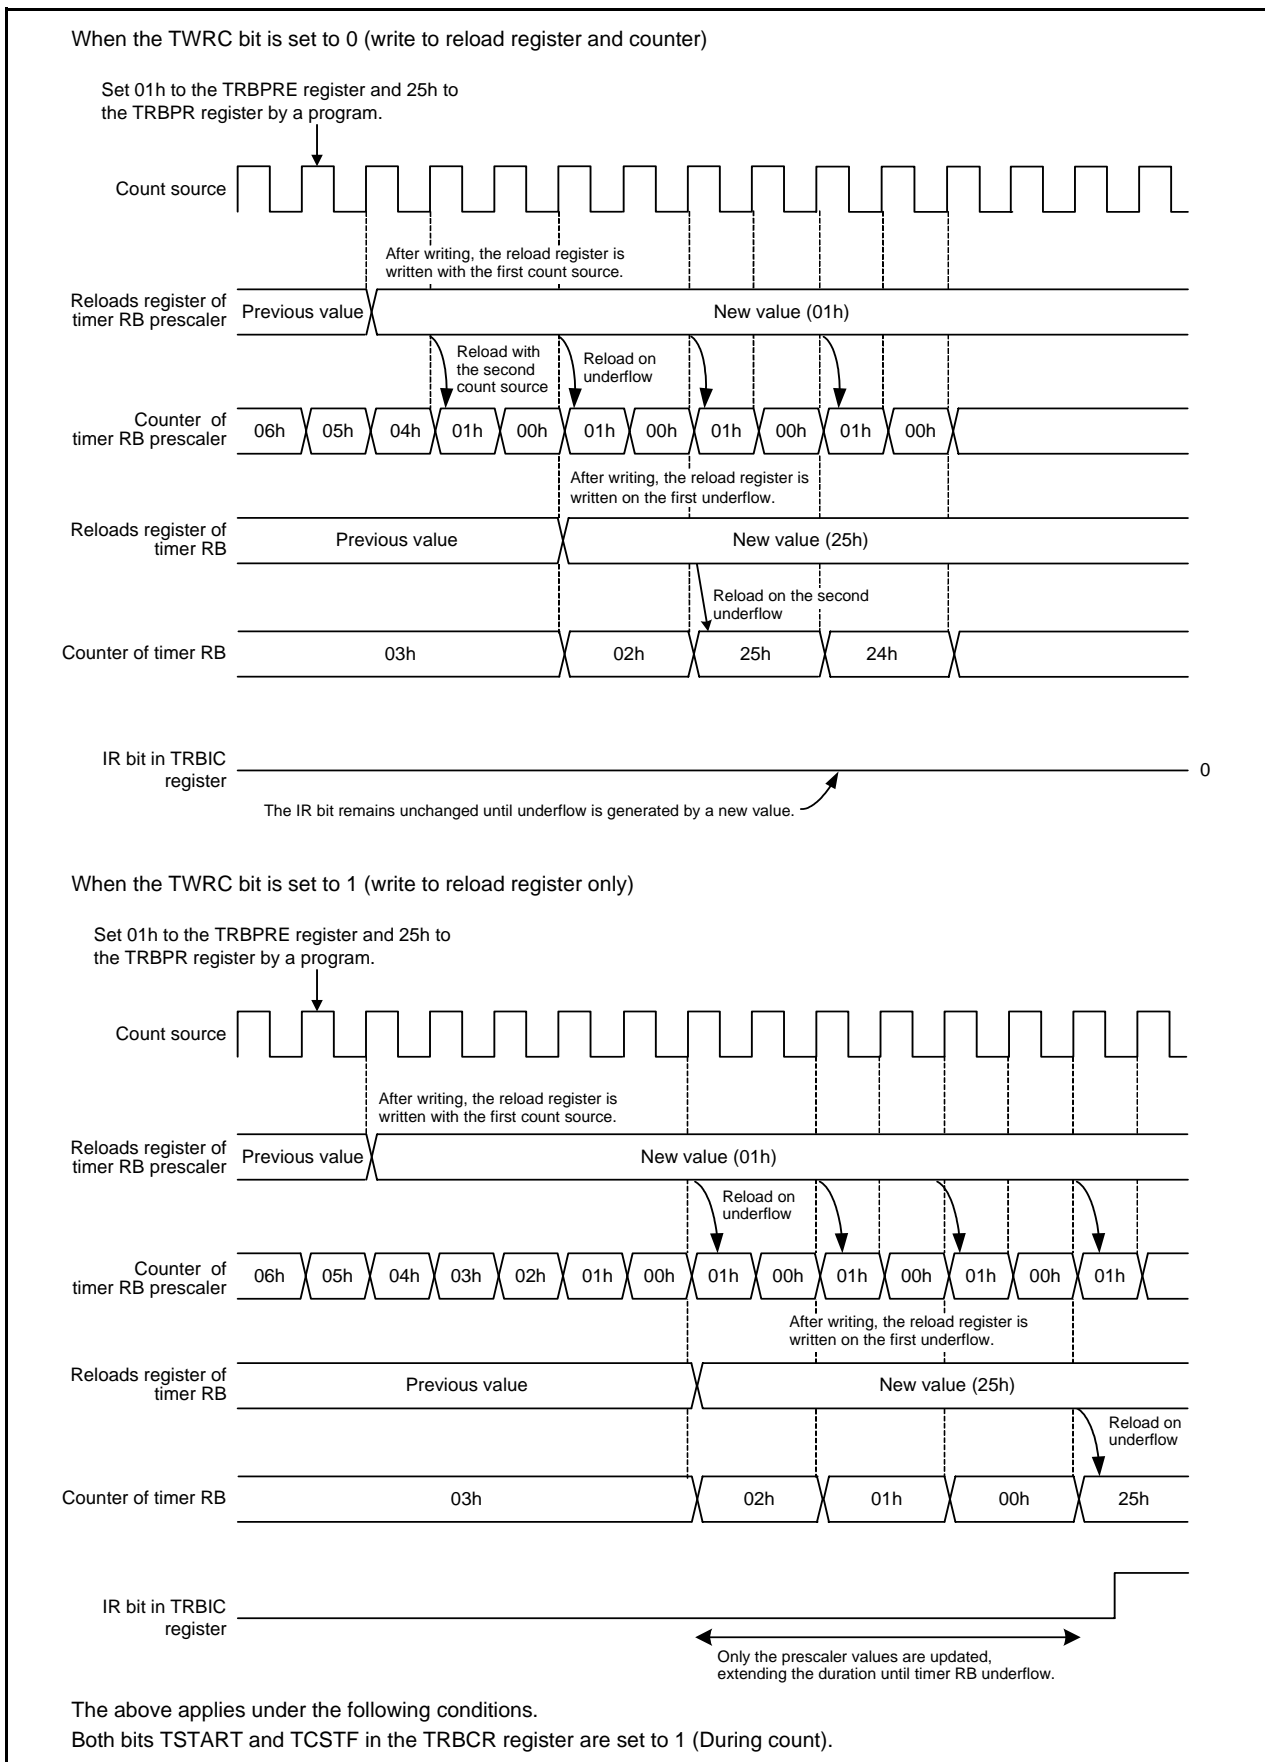 When the TWRC bit is set to 0 (write to reload register and counter)
Set 01h to the TRBPRE register and 25h to
the TRBPR register by a program.
Count source
After writing, the reload register is
written with the first count source.
Reloads register of
timer RB prescaler
Previous value
New value (01h)
Reload with
the second
count source
Reload on
underflow
Counter of
timer RB prescaler
06h 05h 04h 01h 00h 01h 00h 01h 00h 01h 00h
After writing, the reload register is
written on the first underflow.
Reloads register of
timer RB
Previous value
New value (25h)
Reload on the second
underflow
Counter of timer RB
03h 02h 25h 24h
IR bit in TRBIC
register
0
The IR bit remains unchanged until underflow is generated by a new value.
When the TWRC bit is set to 1 (write to reload register only)
Set 01h to the TRBPRE register and 25h to
the TRBPR register by a program.
Count source
After writing, the reload register is
written with the first count source.
Reloads register of
timer RB prescaler
Previous value
New value (01h)
Reload on
underflow
Counter of
timer RB prescaler
06h 05h 04h 03h 02h 01h 00h 01h 00h 01h 00h 01h 00h 01h
After writing, the reload register is
written on the first underflow.
Reloads register of
timer RB
Previous value
New value (25h)
Reload on
underflow
Counter of timer RB
03h 02h 01h 00h 25h
IR bit in TRBIC
register
Only the prescaler values are updated,
extending the duration until timer RB underflow.
The above applies under the following conditions.
Both bits TSTART and TCSTF in the TRBCR register are set to 1 (During count).